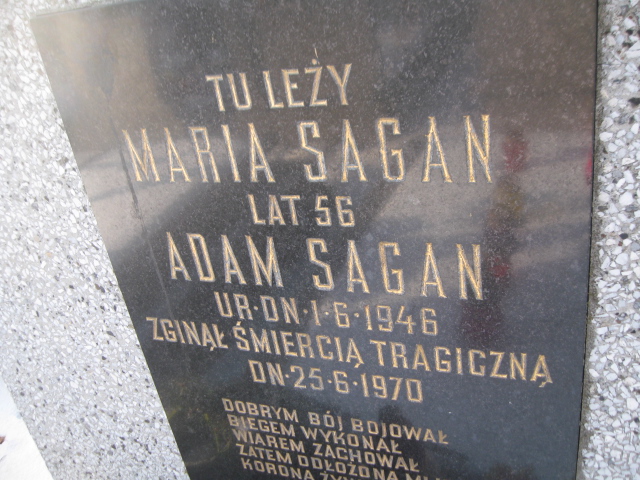 TU LEŻY
MARIA SAGAN
LAT 56
ADAM SAGAN
UR·DN·1·6·1946
ZGINĄŁ ŚMIERCIĄ TRAGICZNĄ
DN·25·6·1970
DOBRYM BÓJ BOJOWAŁ
BIEGEM WYKONAŁ
WIAREM ZACHOWAŁ
ZATEM ODŁOŻONA
KORONA